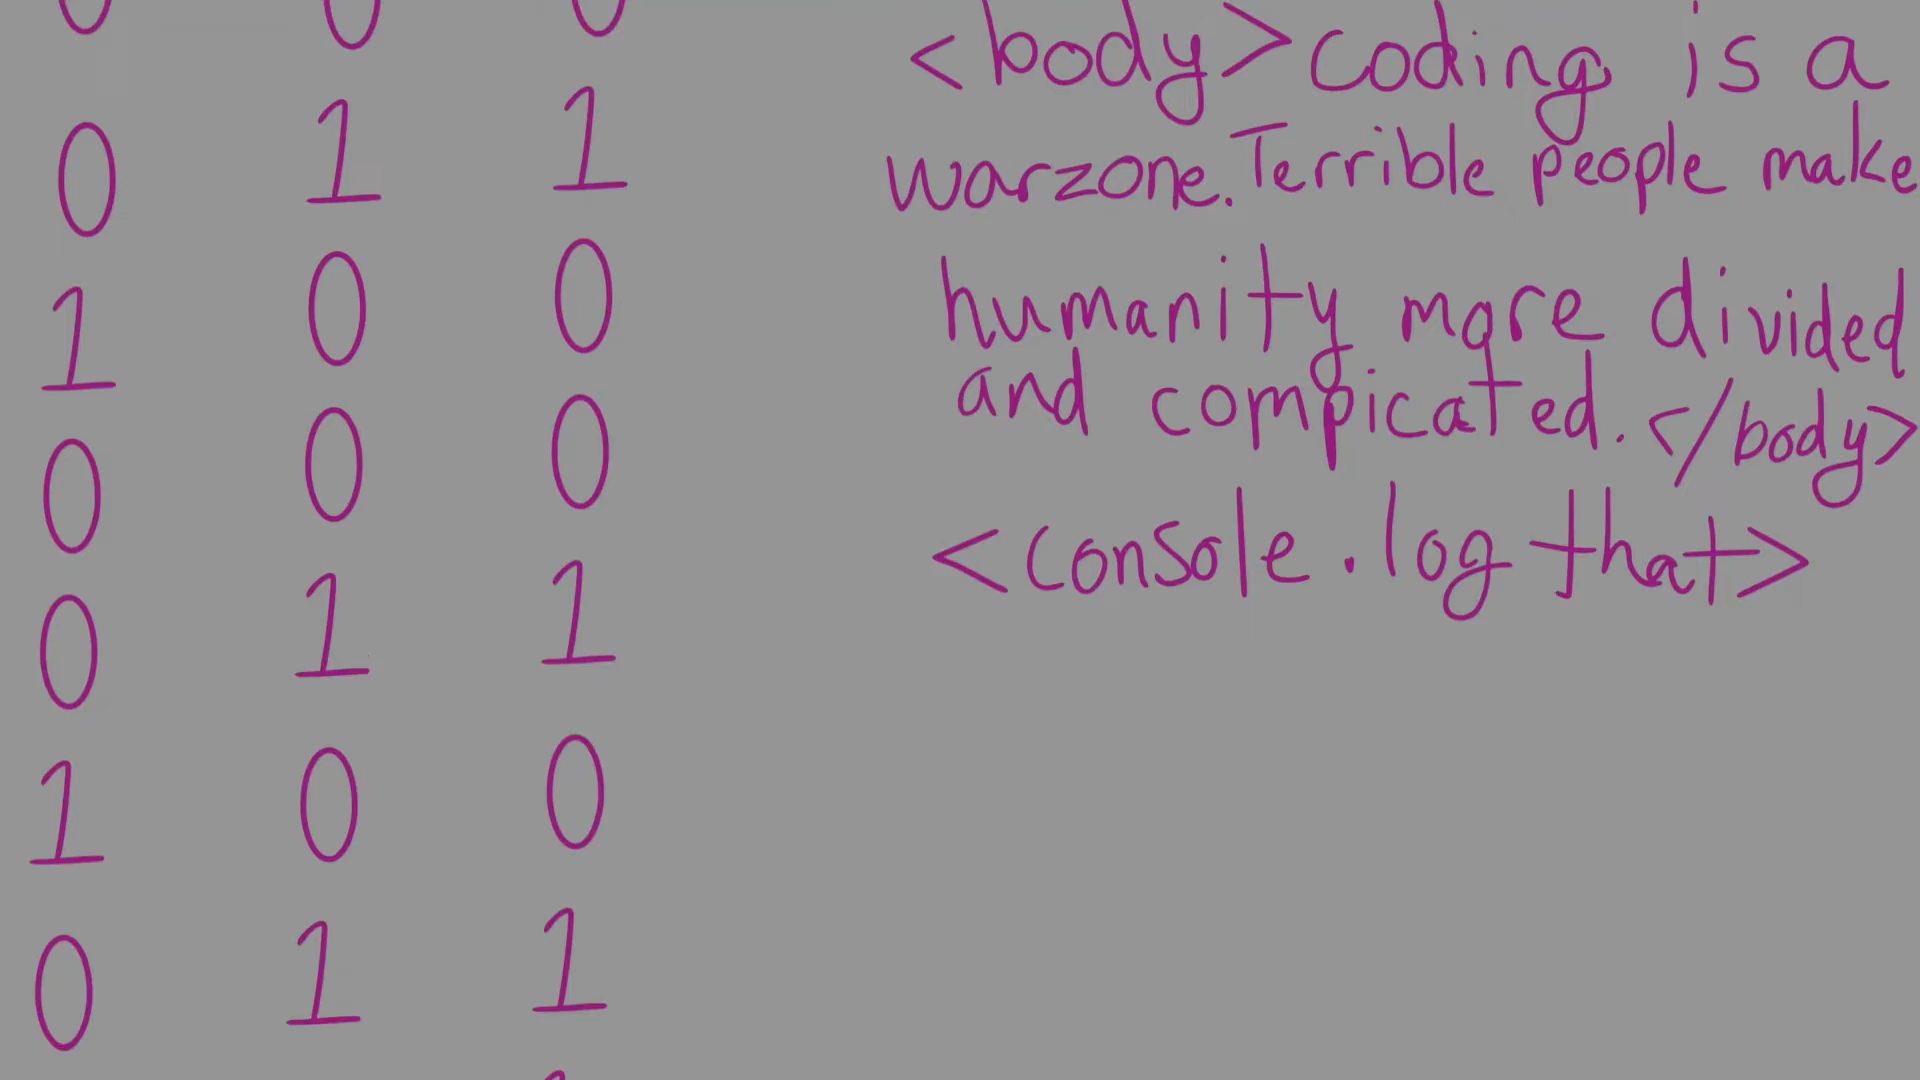 0 0 0
0 1 1
1 0 0
0 0 0
0 1 1
1 0 0
0 1 1
<body>Coding is a
warzone. Terrible people make
humanity more divided
and compicated. </body>
<console.log that>